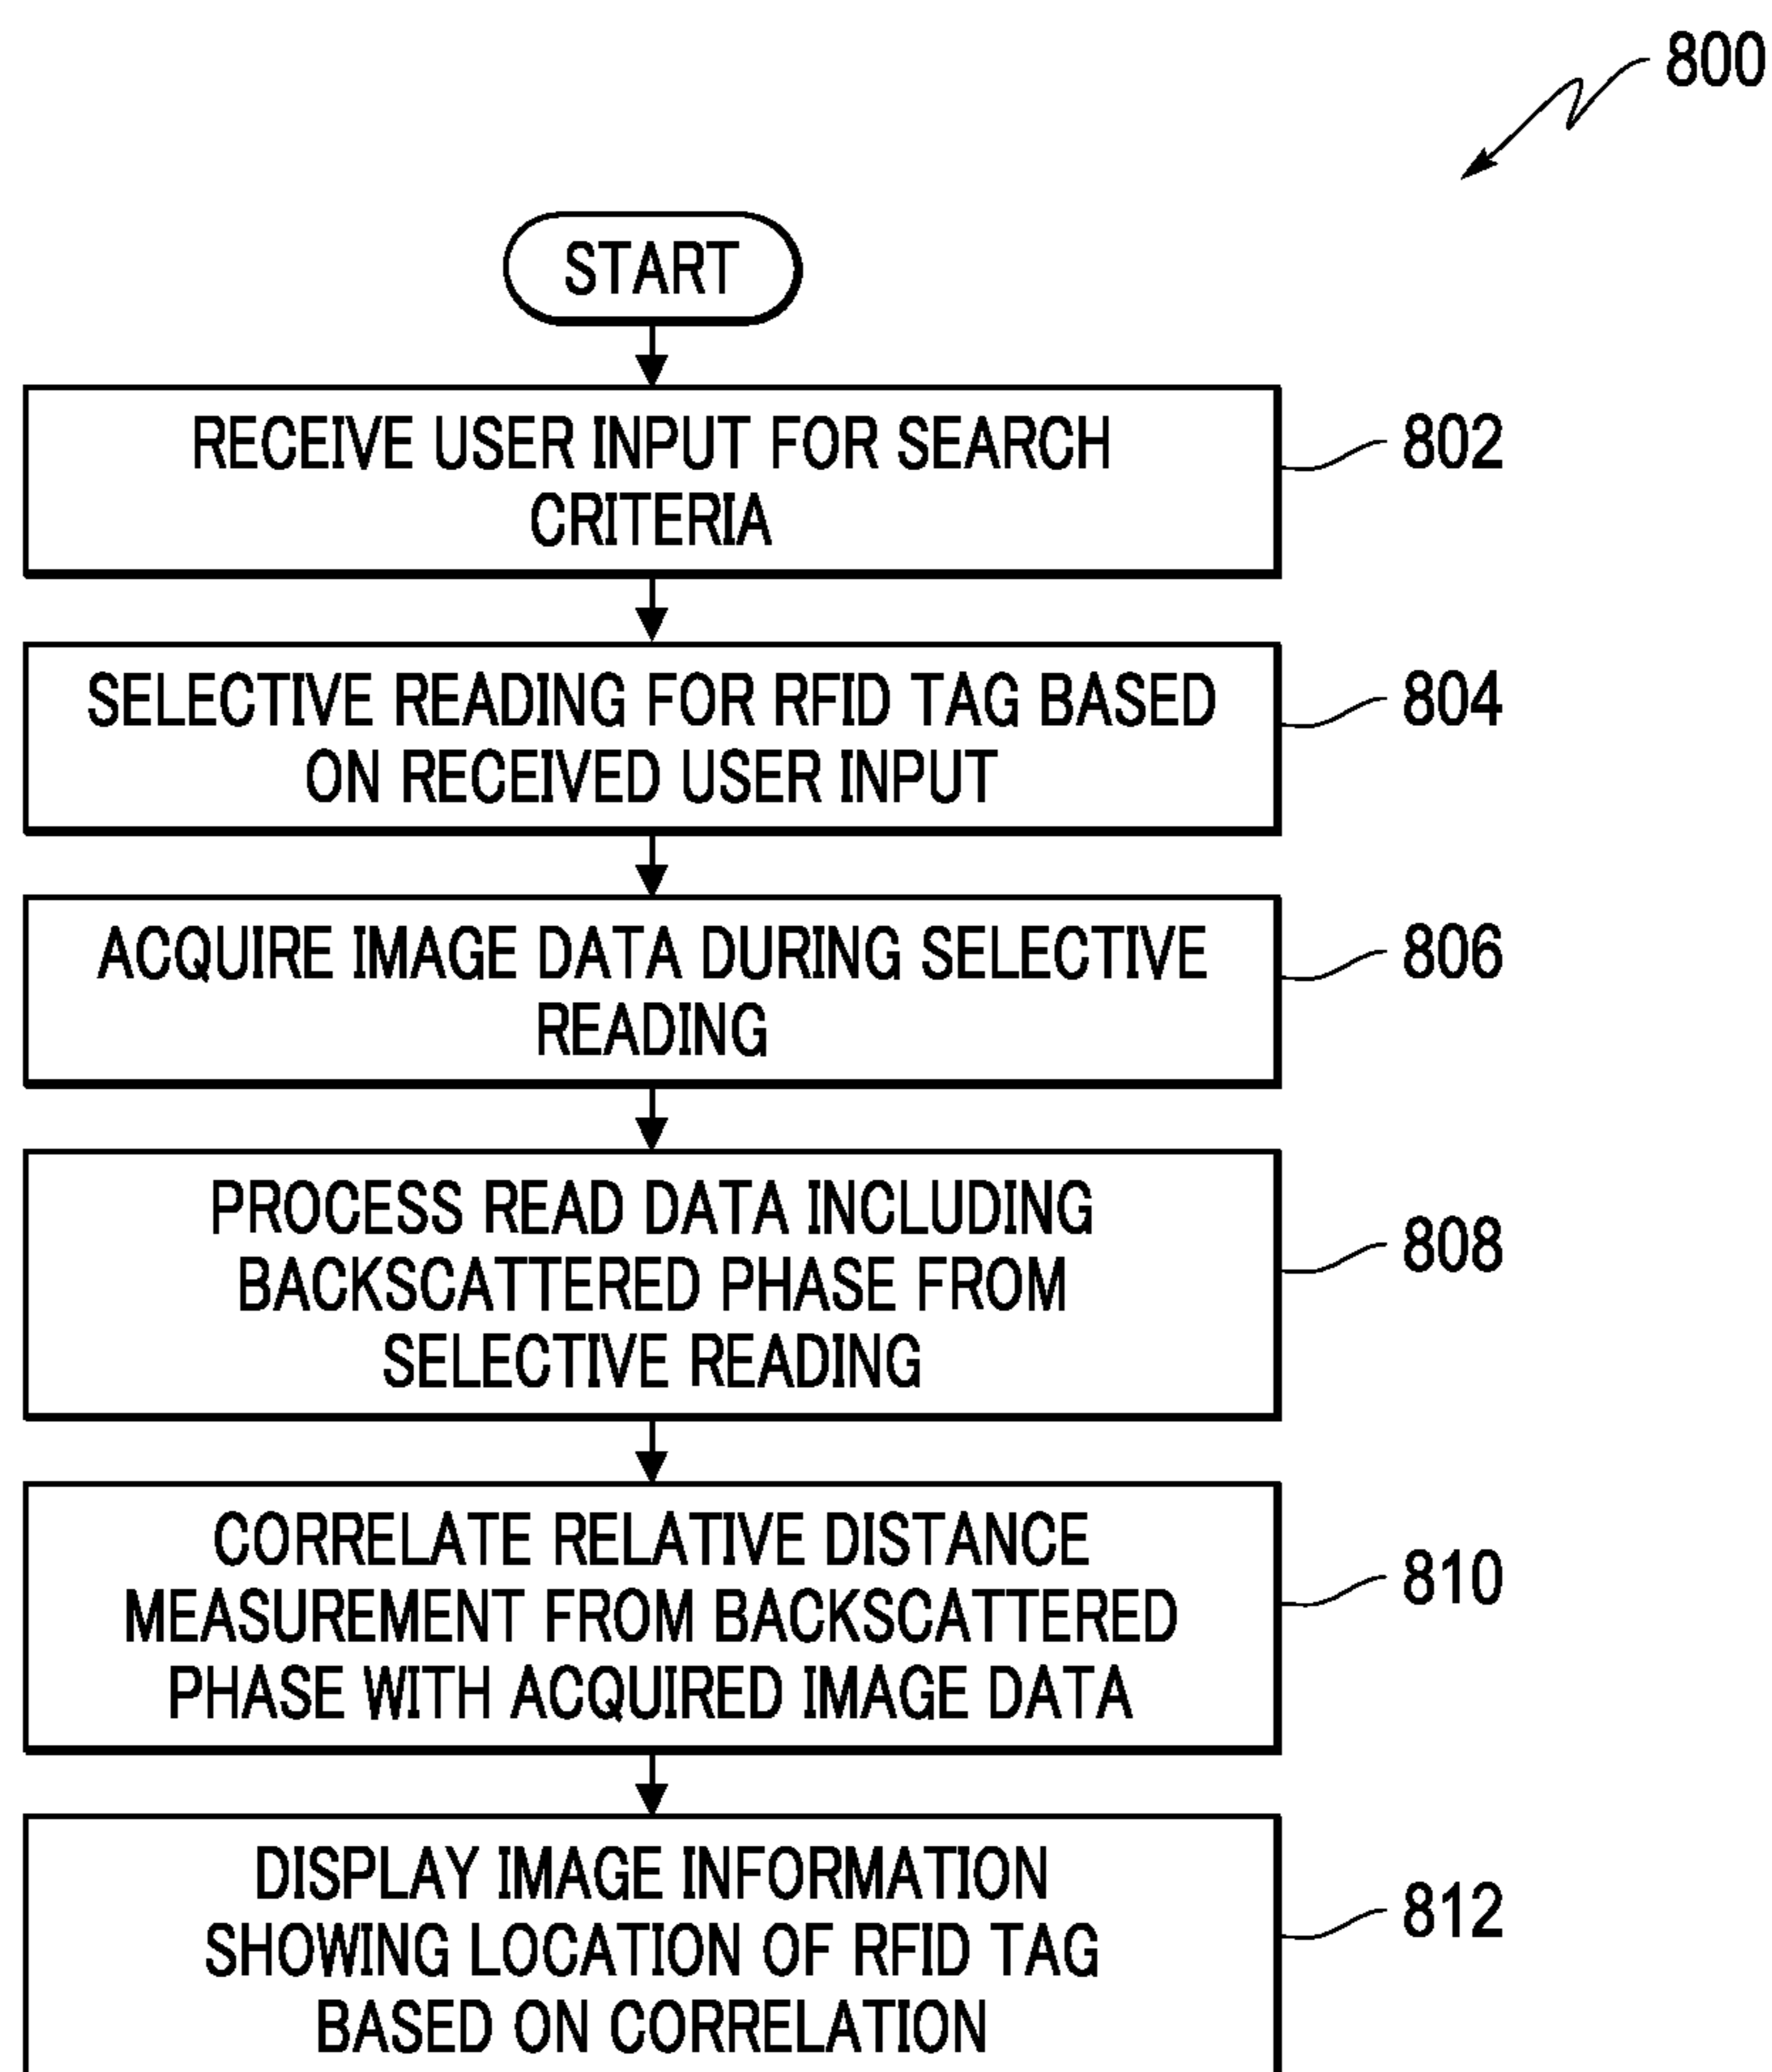 800
START
RECEIVE USER INPUT FOR SEARCH
CRITERIA
802
SELECTIVE READING FOR RFID TAG BASED
ON RECEIVED USER INPUT
804
ACQUIRE IMAGE DATA DURING SELECTIVE
READING
806
PROCESS READ DATA INCLUDING
BACKSCATTERED PHASE FROM
SELECTIVE READING
808
CORRELATE RELATIVE DISTANCE
MEASUREMENT FROM BACKSCATTERED
PHASE WITH ACQUIRED IMAGE DATA
810
DISPLAY IMAGE INFORMATION
SHOWING LOCATION OF RFID TAG
BASED ON CORRELATION
812